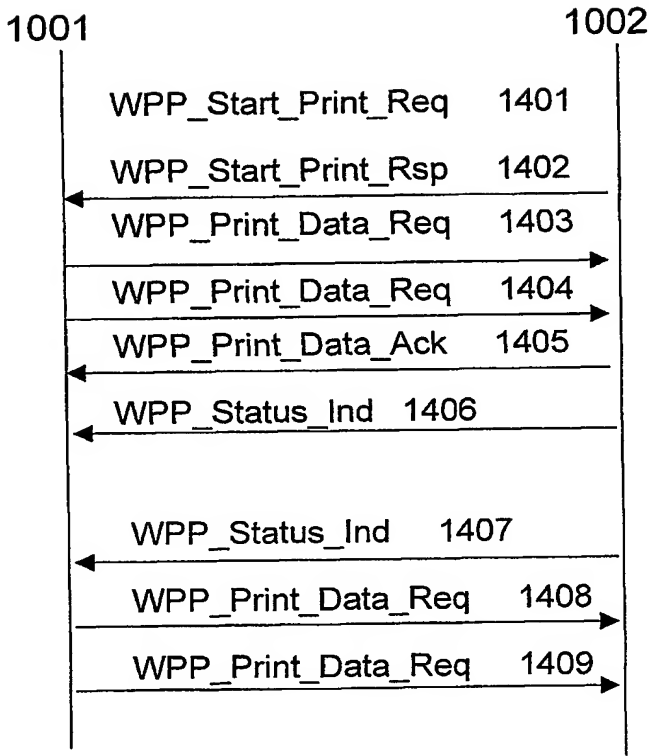 1001 1002
WPP_Start_Print_Req 1401
WPP_Start_Print_Rsp 1402
WPP_Print_Data_Req 1403
WPP_Print_Data_Req 1404
WPP_Print_Data_Ack 1405
WPP_Status_Ind 1406
WPP_Status_Ind 1407
WPP_Print_Data_Req 1408
WPP_Print_Data_Req 1409